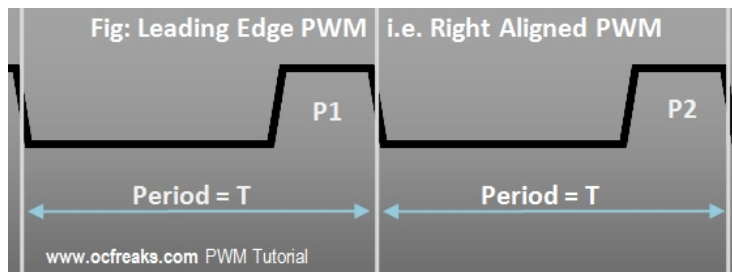 Fig: Leading Edge PWM i.e. Right Aligned PWM
P1
P2
Period = T
Period = T
www.ocfreaks.com PWM Tutorial